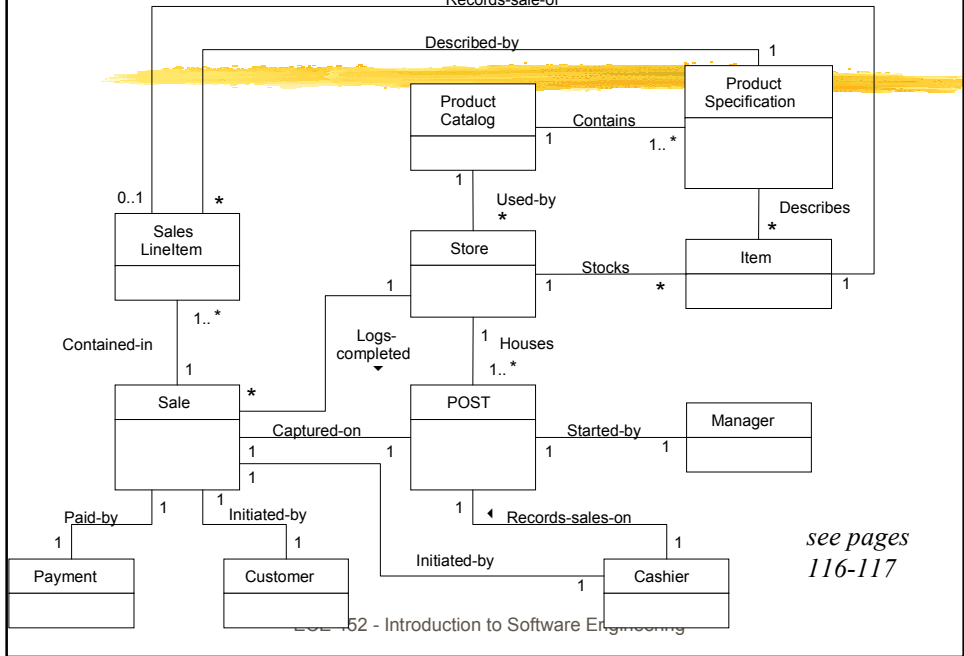 Records-sale-of
Described-by
1
Product
Specification
Product
Catalog
Contains
1
1.. *
1
Used-by
*
Describes
*
0..1
*
Sales
LineItem
Store
Item
Stocks
1
1
*
1
1.. *
Contained-in
1
Logs-
completed
1
Houses
1.. *
Sale
*
POST
Manager
Captured-on
1
1
Started-by
1
1
1
1
1
Paid-by
Initiated-by
1
Records-sales-on
1
1
1
Initiated-by
1
Payment
Customer
Cashier
see pages
116-117
- Introduction to Software Engineering